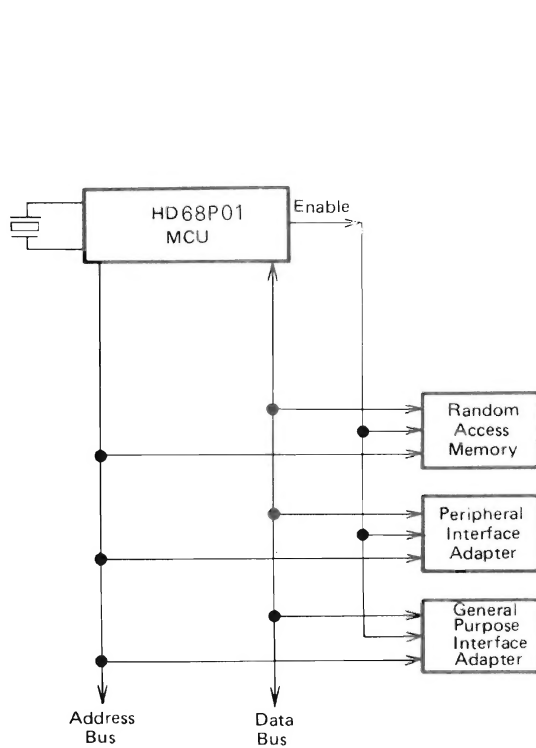 HD68P01
MCU
Enable
Random
Access
Memory
Peripheral
Interface
Adapter
General
Purpose
Interface
Adapter
Address
Bus
Data
Bus